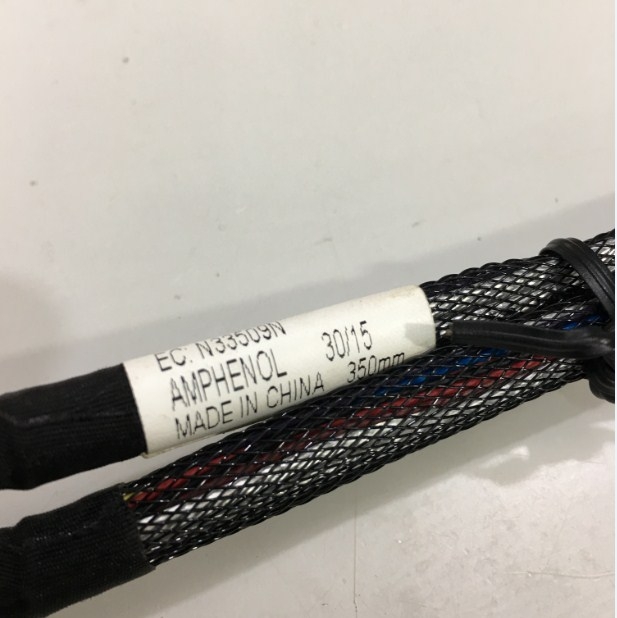 EC. N33509N
AMPHENOL 30/15
MADE IN CHINA 350mm